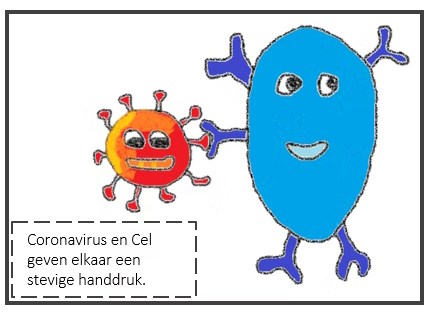 Coronavirus en Cel
geven elkaar een
stevige handdruk.